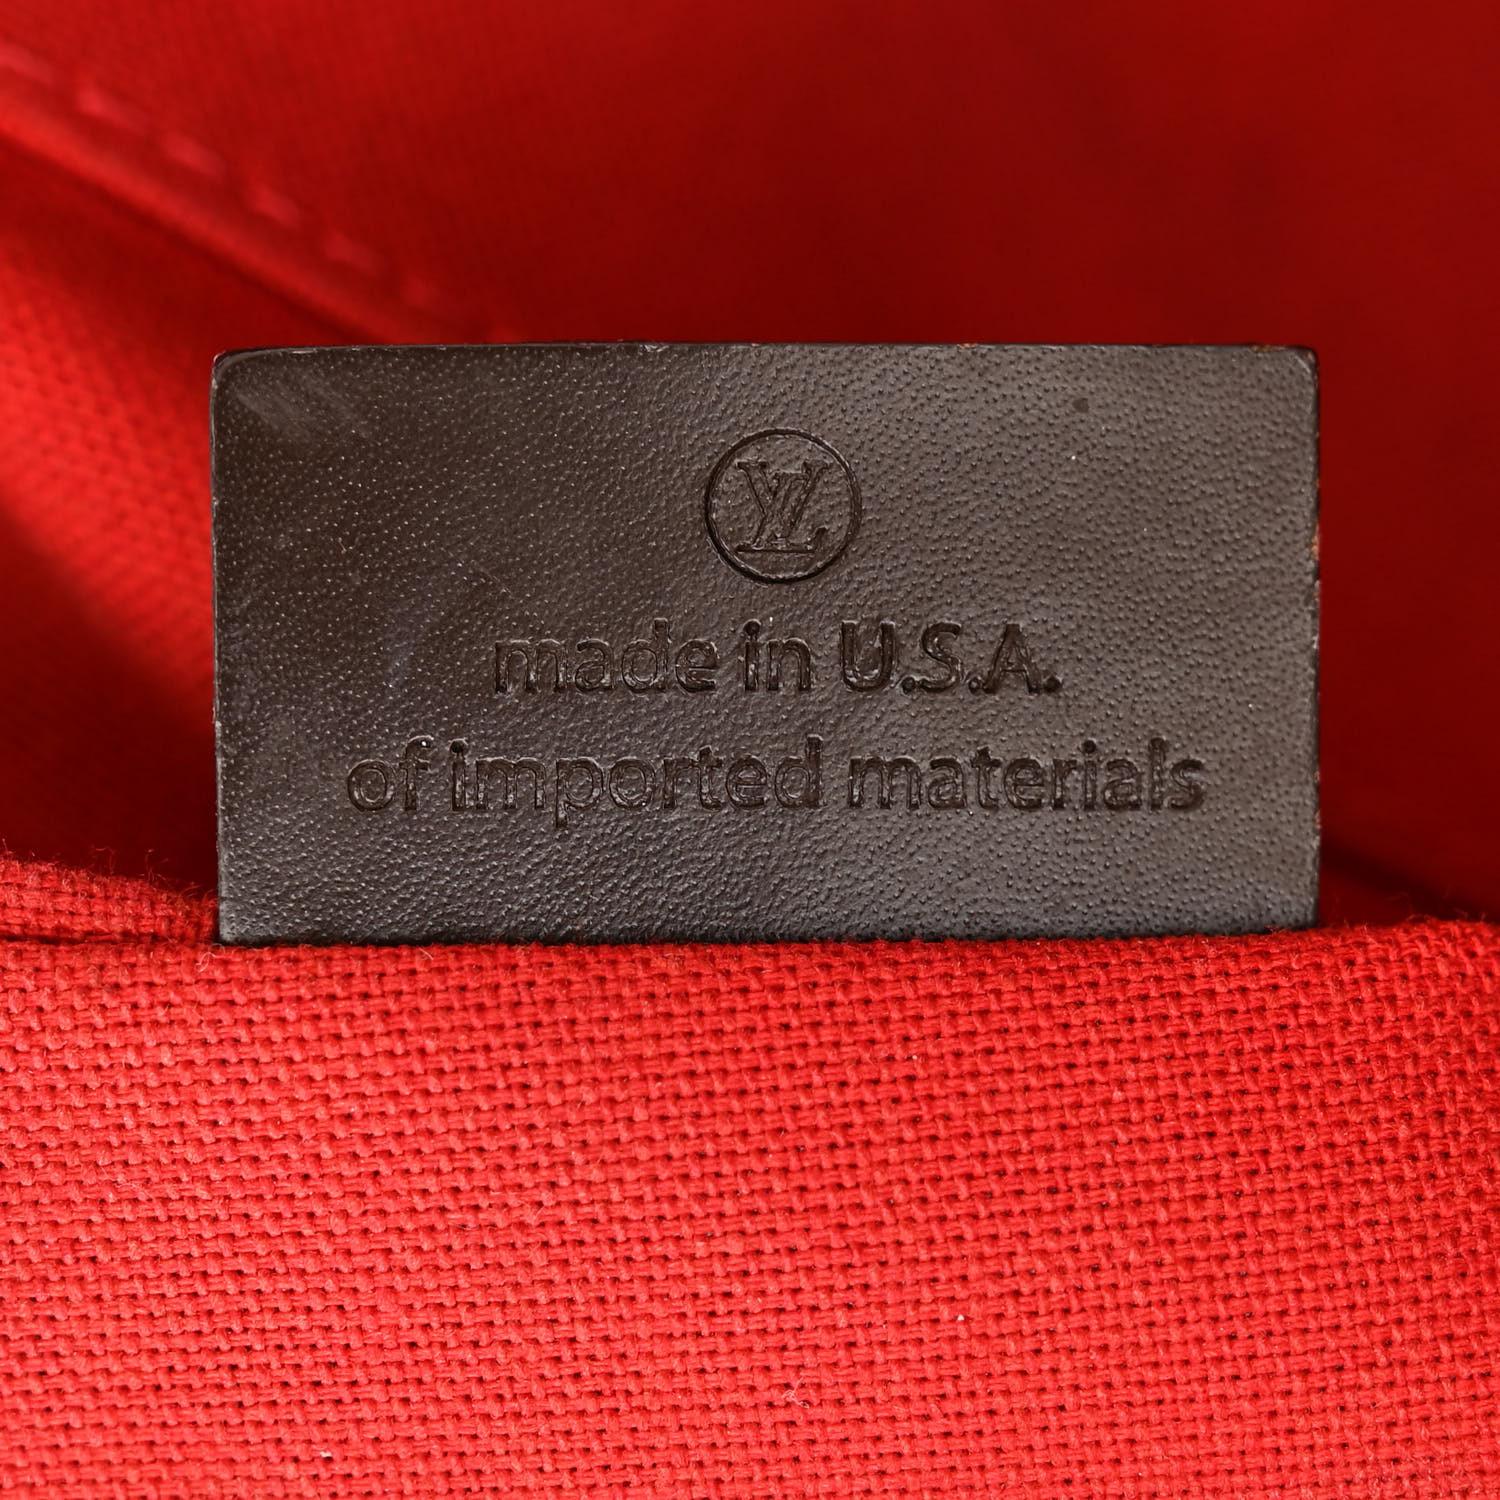 LV
made in U.S.A.
of imported materials